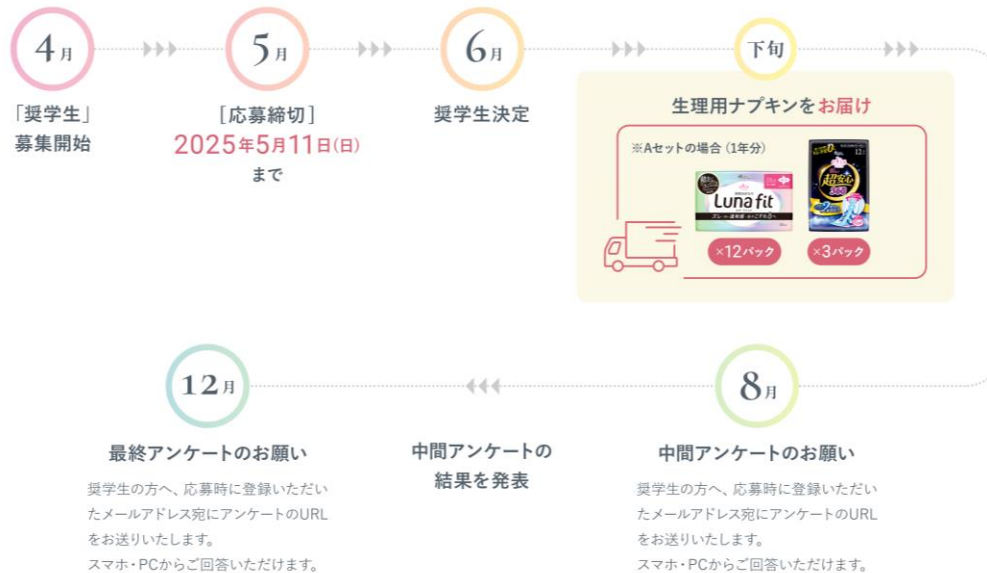 4月
「奨学生」
募集開始
5月
［応募締切］
2025年5月11日(日)
まで
6月
奨学生決定
下旬
生理用ナプキンをお届け
※Aセットの場合（1年分）
Luna fit
×12パック
超安心
×3パック
8月
中間アンケートのお願い
奨学生の方へ、応募時に登録いただい
たメールアドレス宛にアンケートのURL
をお送りいたします。
スマホ・PCからご回答いただけます。
中間アンケートの
結果を発表
12月
最終アンケートのお願い
奨学生の方へ、応募時に登録いただい
たメールアドレス宛にアンケートのURL
をお送りいたします。
スマホ・PCからご回答いただけます。